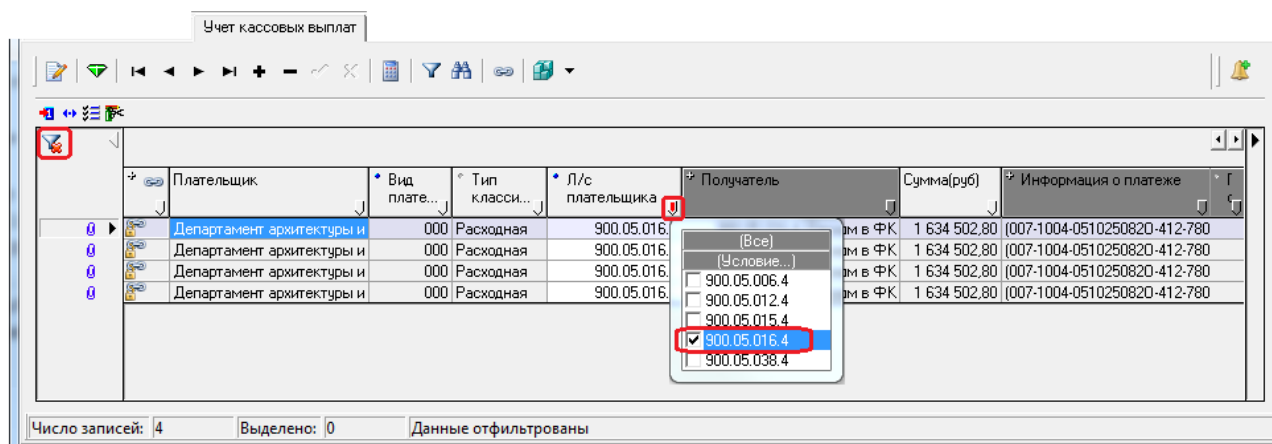 Учет кассовых выплат
Плательщик Вид плате... Тип класси... Л/с плательщика Получатель Сумма(руб) Информация о платеже
Департамент архитектуры и 000 Расходная 900.05.016. ам в ФК 1 634 502,80 (007-1004-0510250820-412-780
Департамент архитектуры и 000 Расходная 900.05.016. ам в ФК 1 634 502,80 (007-1004-0510250820-412-780
Департамент архитектуры и 000 Расходная 900.05.016. ам в ФК 1 634 502,80 (007-1004-0510250820-412-780
Департамент архитектуры и 000 Расходная 900.05.016. ам в ФК 1 634 502,80 (007-1004-0510250820-412-780
(Все)
(Условие...)
900.05.006.4
900.05.012.4
900.05.015.4
900.05.016.4
900.05.038.4
Число записей: 4 Выделено: 0 Данные отфильтрованы